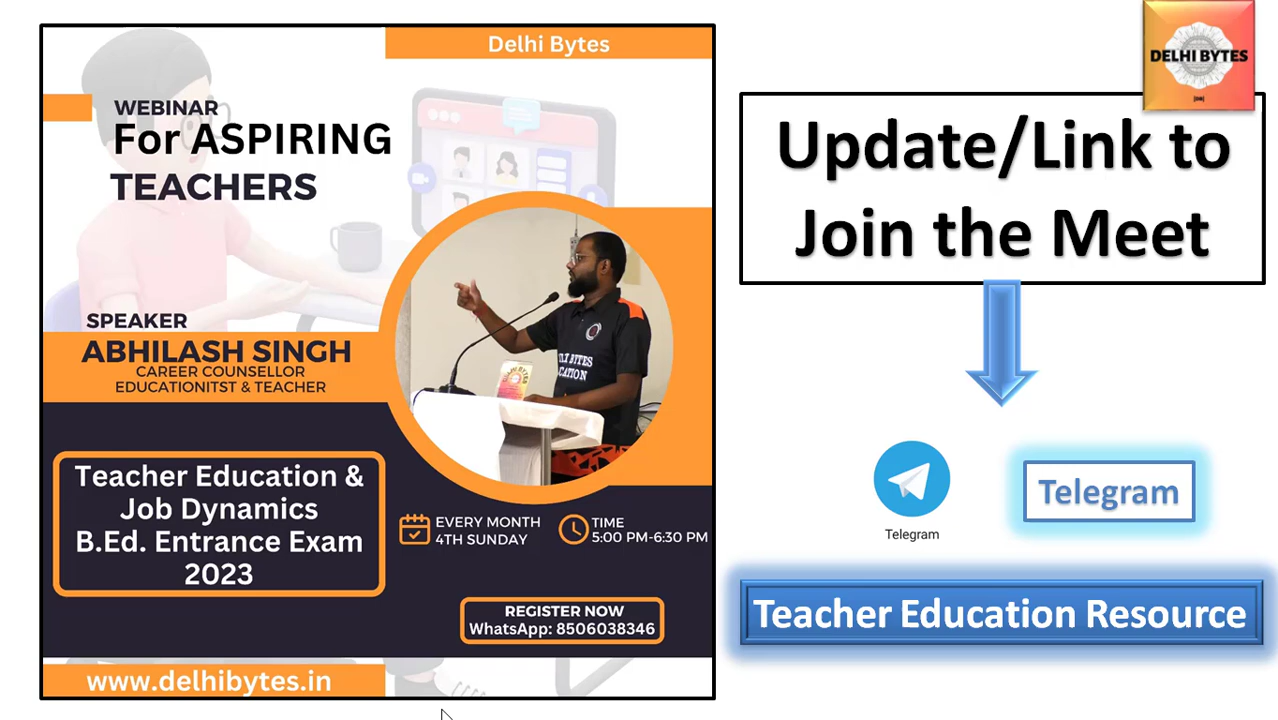 Delhi Bytes
WEBINAR
For ASPIRING
TEACHERS
SPEAKER
ABHILASH SINGH
CAREER COUNSELLOR
EDUCATIONITST & TEACHER
Teacher Education &
Job Dynamics
B.Ed. Entrance Exam
2023
EVERY MONTH
4TH SUNDAY
TIME
5:00 PM-6:30 PM
REGISTER NOW
WhatsApp: 8506038346
www.delhibytes.in
DELHI BYTES
Update/Link to
Join the Meet
Telegram
Telegram
Teacher Education Resource